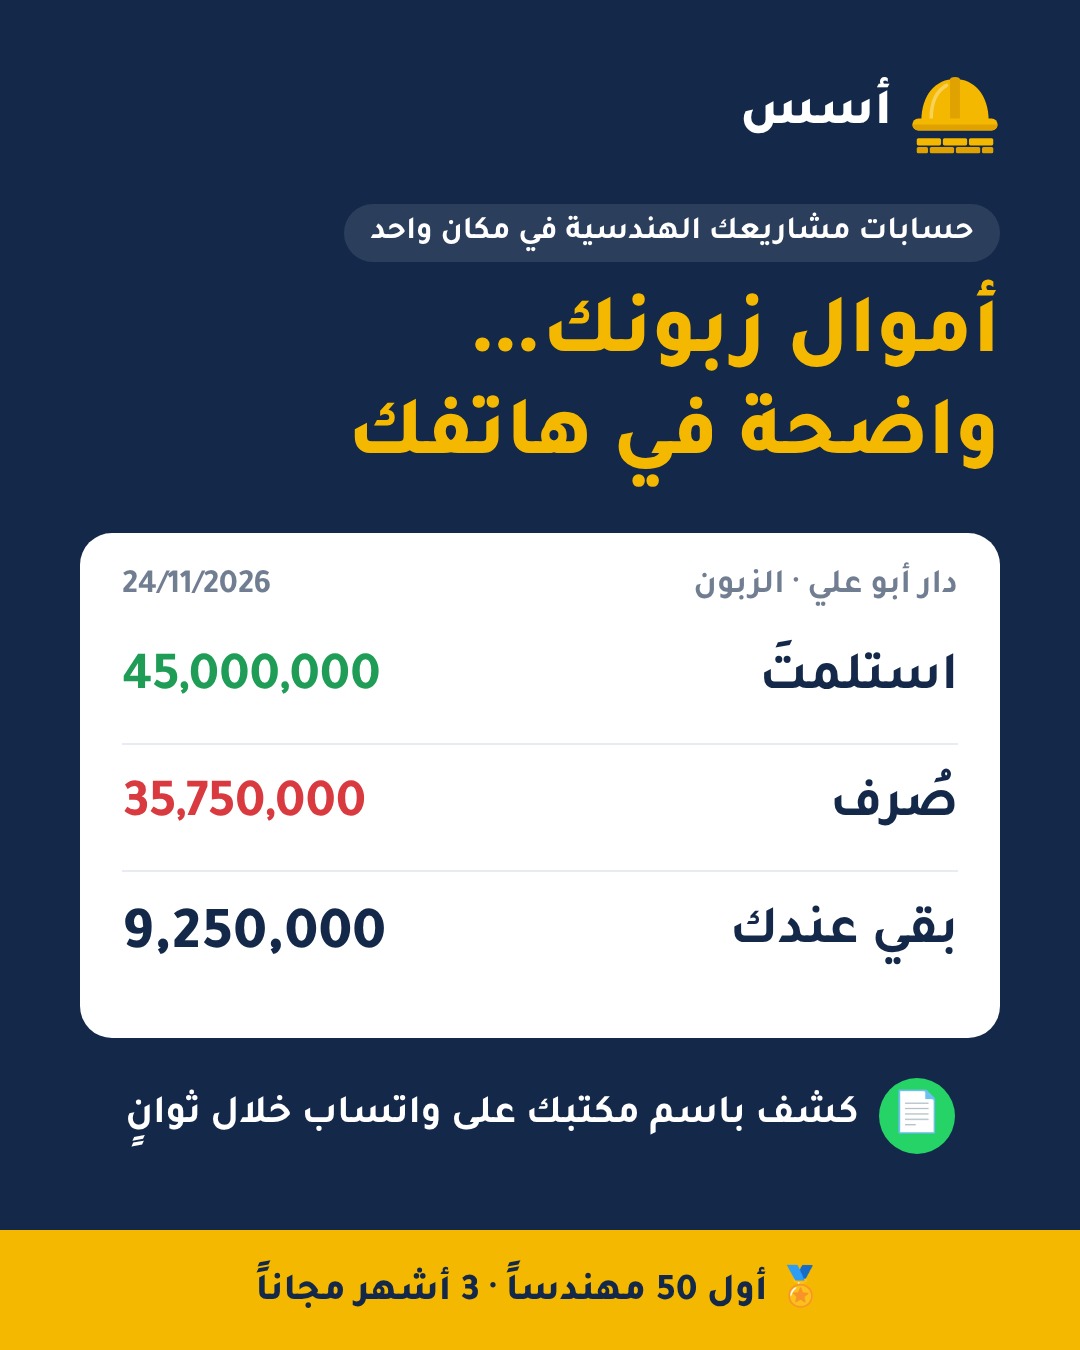 أسس
حسابات مشاريعك الهندسية في مكان واحد
أموال زبونك...
واضحة في هاتفك
دار أبو علي · الزبون 24/11/2026
استلمتَ 45,000,000
صُرف 35,750,000
بقي عندك 9,250,000
كشف باسم مكتبك على واتساب خلال ثوانٍ
🏅 أول 50 مهندساً · 3 أشهر مجاناً